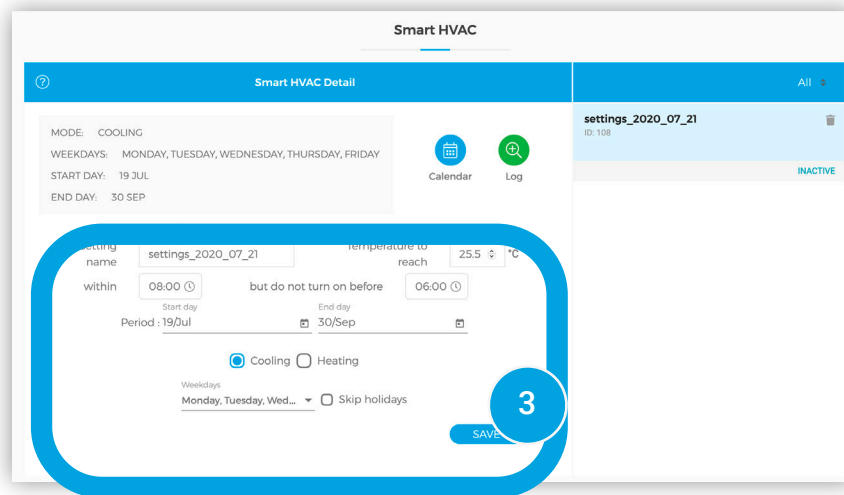 Smart HVAC
Smart HVAC Detail
All
MODE: COOLING
WEEKDAYS: MONDAY, TUESDAY, WEDNESDAY, THURSDAY, FRIDAY
START DAY: 19 JUL
END DAY: 30 SEP
Calendar Log
settings_2020_07_21
ID: 108
INACTIVE
name settings_2020_07_21 Temperature to reach 25.5 °C
within 08:00 but do not turn on before 06:00
Start day End day
Period : 19/Jul 30/Sep
Cooling Heating
Weekdays
Monday, Tuesday, Wed... Skip holidays
3
SAVE